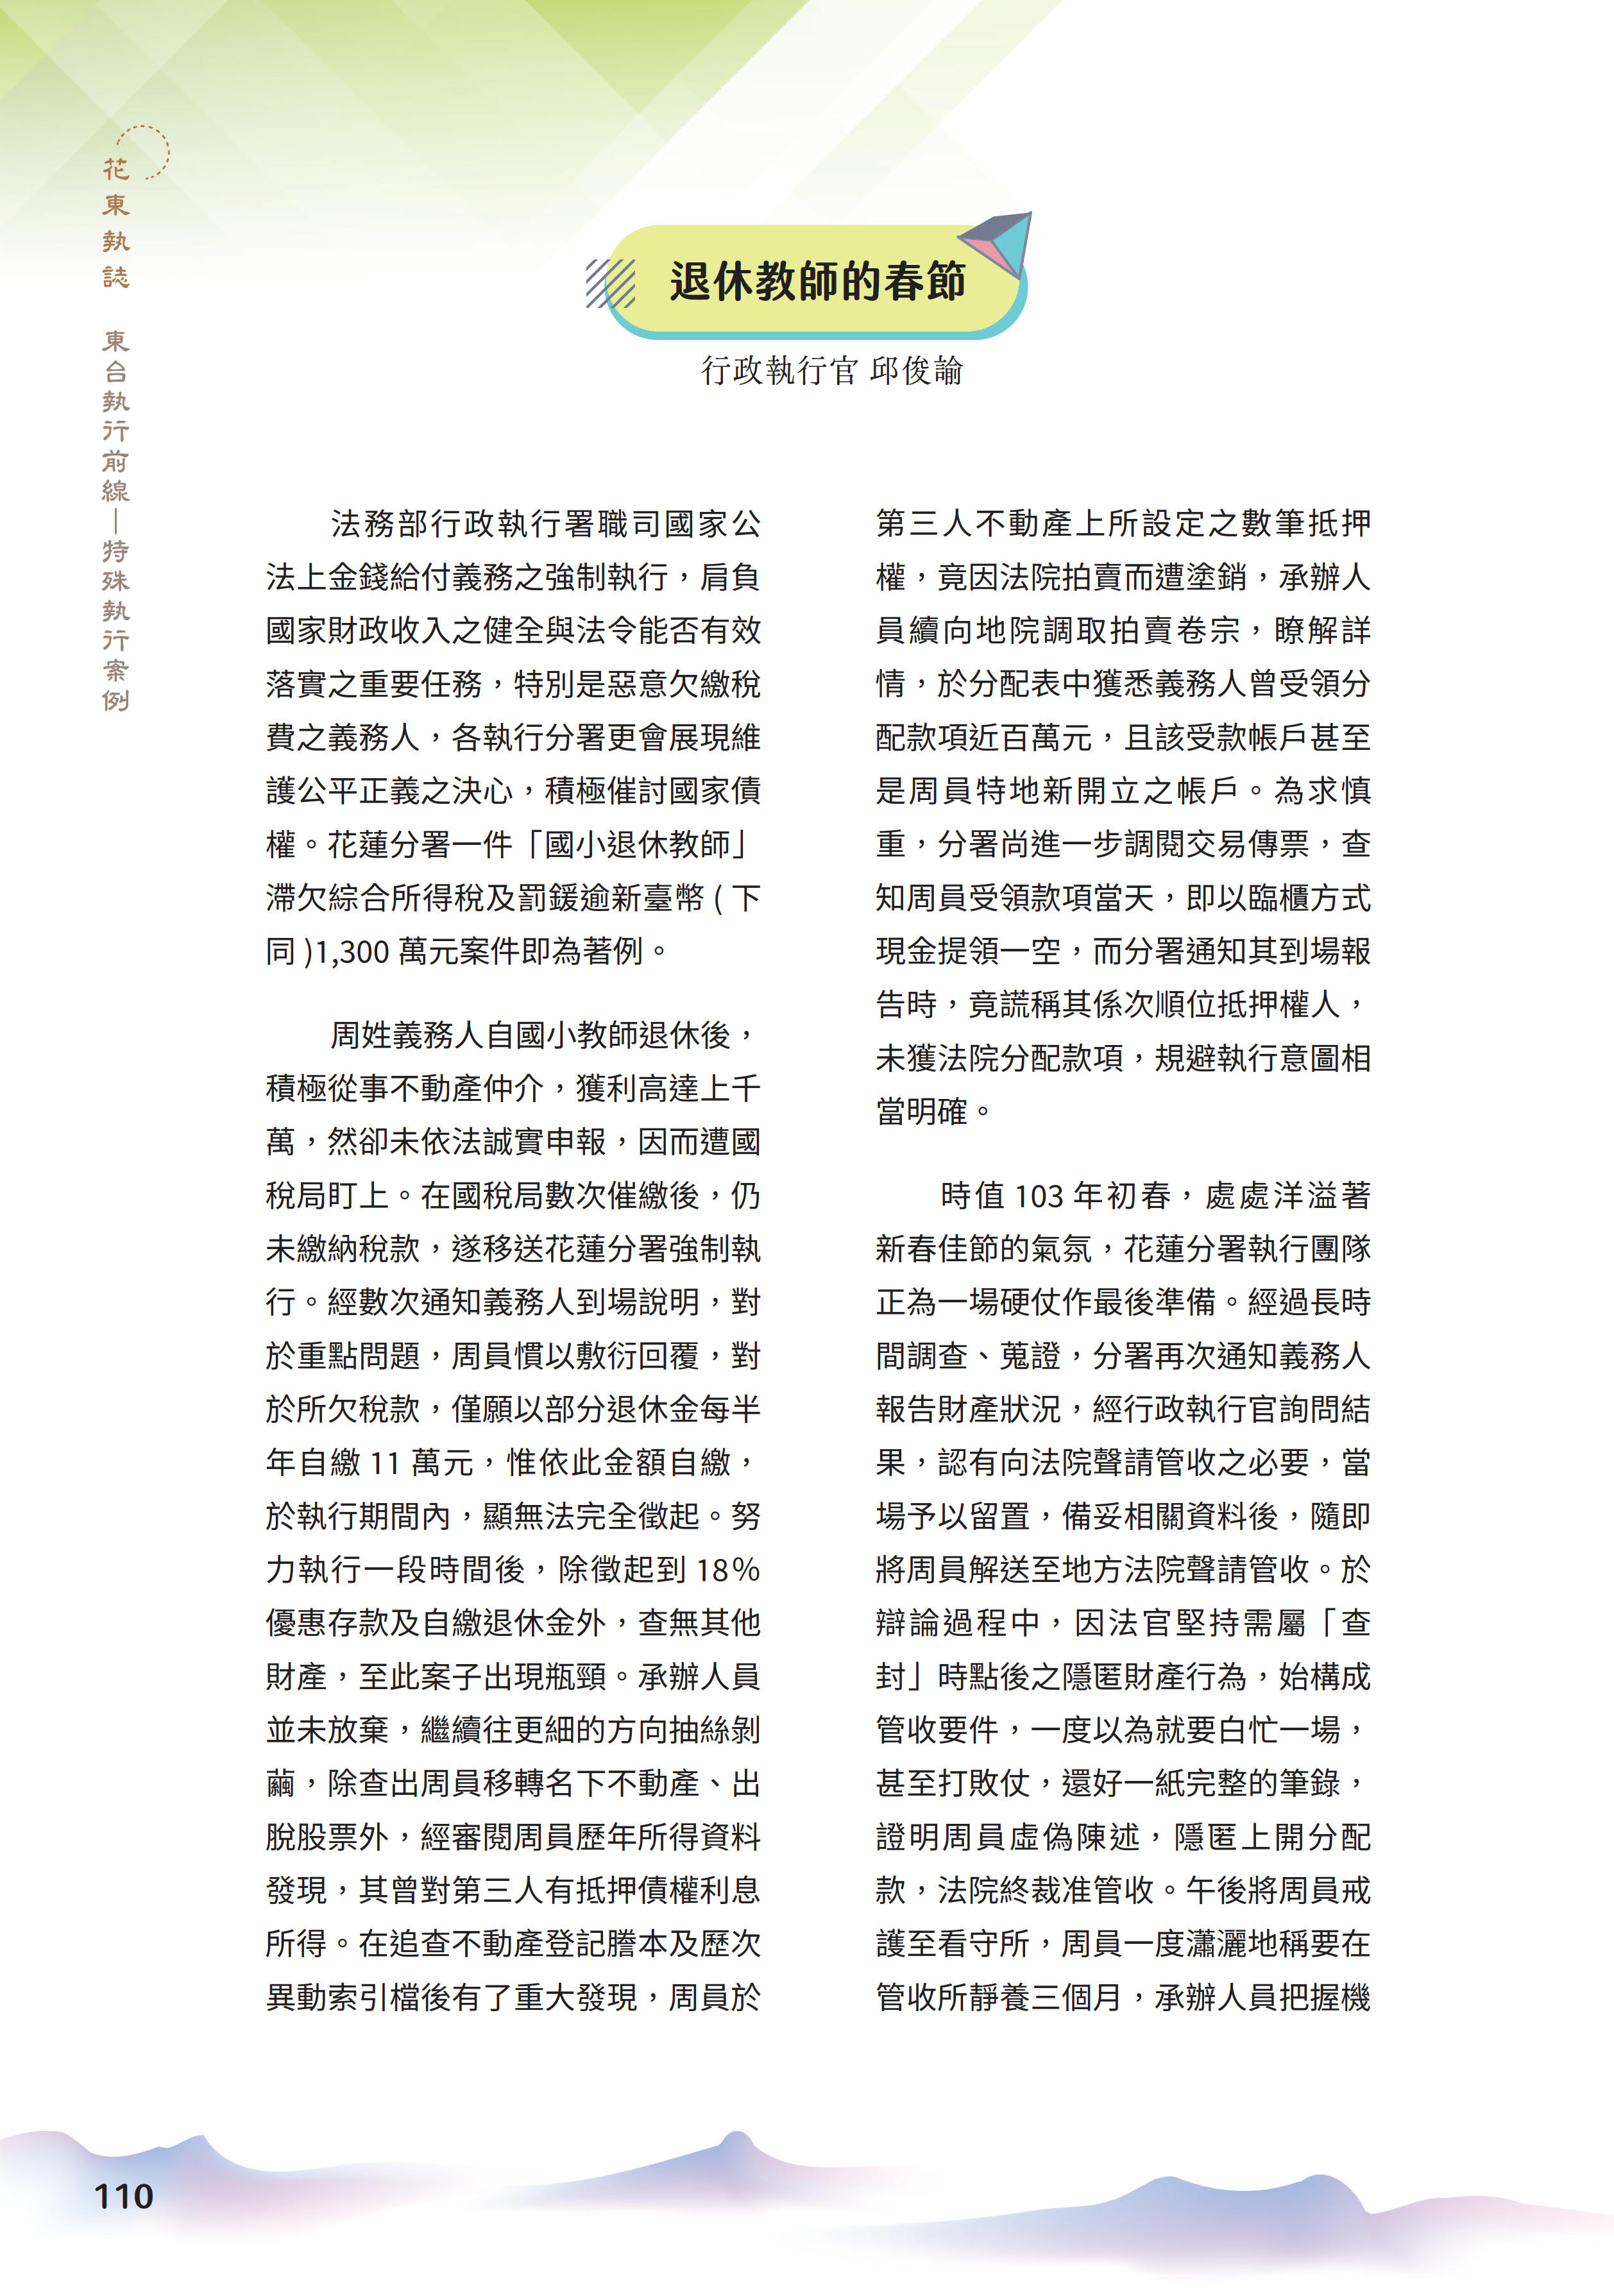 花東執誌
東台執行前線—特殊執行案例
退休教師的春節
行政執行官 邱俊諭
法務部行政執行署職司國家公
法上金錢給付義務之強制執行，肩負
國家財政收入之健全與法令能否有效
落實之重要任務，特別是惡意欠繳稅
費之義務人，各執行分署更會展現維
護公平正義之決心，積極催討國家債
權。花蓮分署一件「國小退休教師」
滯欠綜合所得稅及罰鍰逾新臺幣 ( 下
同 )1,300 萬元案件即為著例。
周姓義務人自國小教師退休後，
積極從事不動產仲介，獲利高達上千
萬，然卻未依法誠實申報，因而遭國
稅局盯上。在國稅局數次催繳後，仍
未繳納稅款，遂移送花蓮分署強制執
行。經數次通知義務人到場說明，對
於重點問題，周員慣以敷衍回覆，對
於所欠稅款，僅願以部分退休金每半
年自繳 11 萬元，惟依此金額自繳，
於執行期間內，顯無法完全徵起。努
力執行一段時間後，除徵起到 18%
優惠存款及自繳退休金外，查無其他
財產，至此案子出現瓶頸。承辦人員
並未放棄，繼續往更細的方向抽絲剝
繭，除查出周員移轉名下不動產、出
脫股票外，經審閱周員歷年所得資料
發現，其曾對第三人有抵押債權利息
所得。在追查不動產登記謄本及歷次
異動索引檔後有了重大發現，周員於
第三人不動產上所設定之數筆抵押
權，竟因法院拍賣而遭塗銷，承辦人
員續向地院調取拍賣卷宗，瞭解詳
情，於分配表中獲悉義務人曾受領分
配款項近百萬元，且該受款帳戶甚至
是周員特地新開立之帳戶。為求慎
重，分署尚進一步調閱交易傳票，查
知周員受領款項當天，即以臨櫃方式
現金提領一空，而分署通知其到場報
告時，竟謊稱其係次順位抵押權人，
未獲法院分配款項，規避執行意圖相
當明確。
時值 103 年初春，處處洋溢著
新春佳節的氣氛，花蓮分署執行團隊
正為一場硬仗作最後準備。經過長時
間調查、蒐證，分署再次通知義務人
報告財產狀況，經行政執行官詢問結
果，認有向法院聲請管收之必要，當
場予以留置，備妥相關資料後，隨即
將周員解送至地方法院聲請管收。於
辯論過程中，因法官堅持需屬「查
封」時點後之隱匿財產行為，始構成
管收要件，一度以為就要白忙一場，
甚至打敗仗，還好一紙完整的筆錄，
證明周員虛偽陳述，隱匿上開分配
款，法院終裁准管收。午後將周員戒
護至看守所，周員一度瀟灑地稱要在
管收所靜養三個月，承辦人員把握機
110